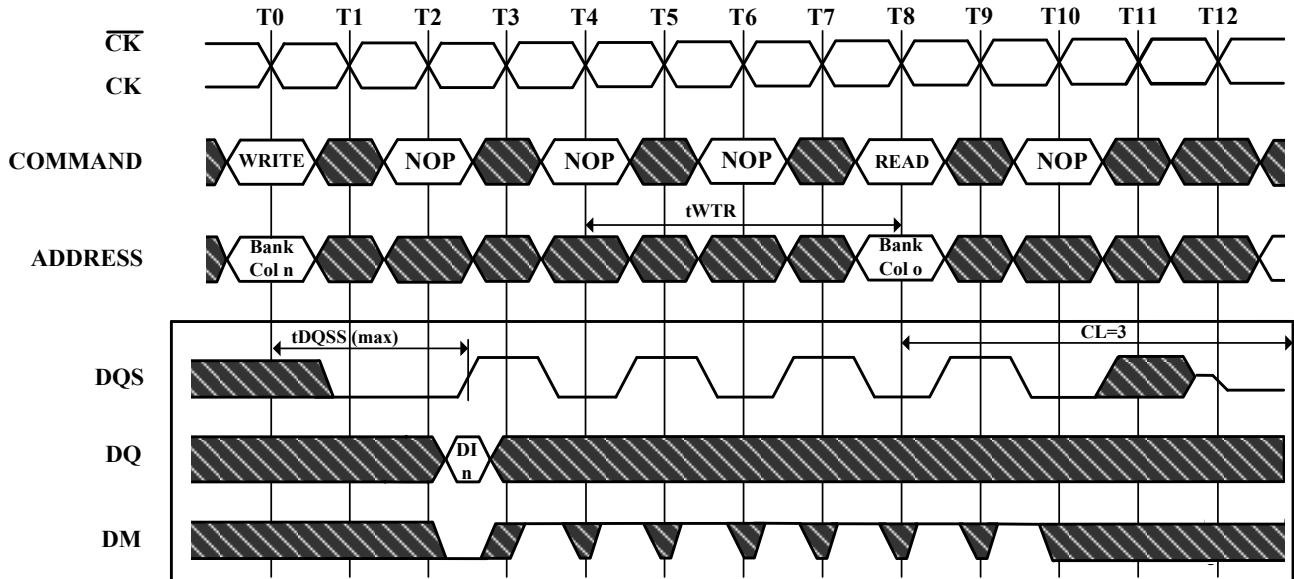 T0 T1 T2 T3 T4 T5 T6 T7 T8 T9 T10 T11 T12
CK
CK
COMMAND WRITE NOP NOP NOP READ NOP
tWTR
ADDRESS Bank Col n Bank Col o
tDQSS (max) CL=3
DQS
DQ DI n
DM